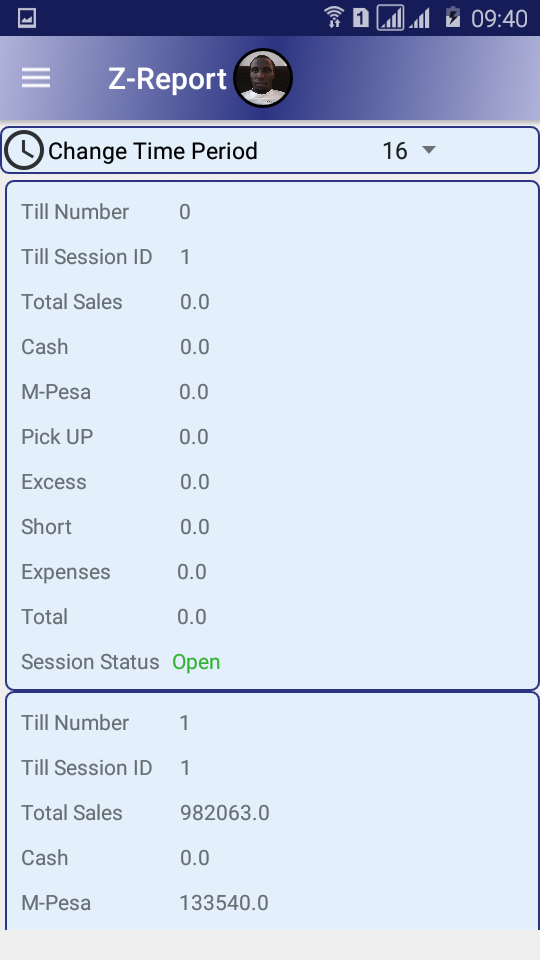 1 09:40
Z-Report
Change Time Period 16
Till Number 0
Till Session ID 1
Total Sales 0.0
Cash 0.0
M-Pesa 0.0
Pick UP 0.0
Excess 0.0
Short 0.0
Expenses 0.0
Total 0.0
Session Status Open
Till Number 1
Till Session ID 1
Total Sales 982063.0
Cash 0.0
M-Pesa 133540.0